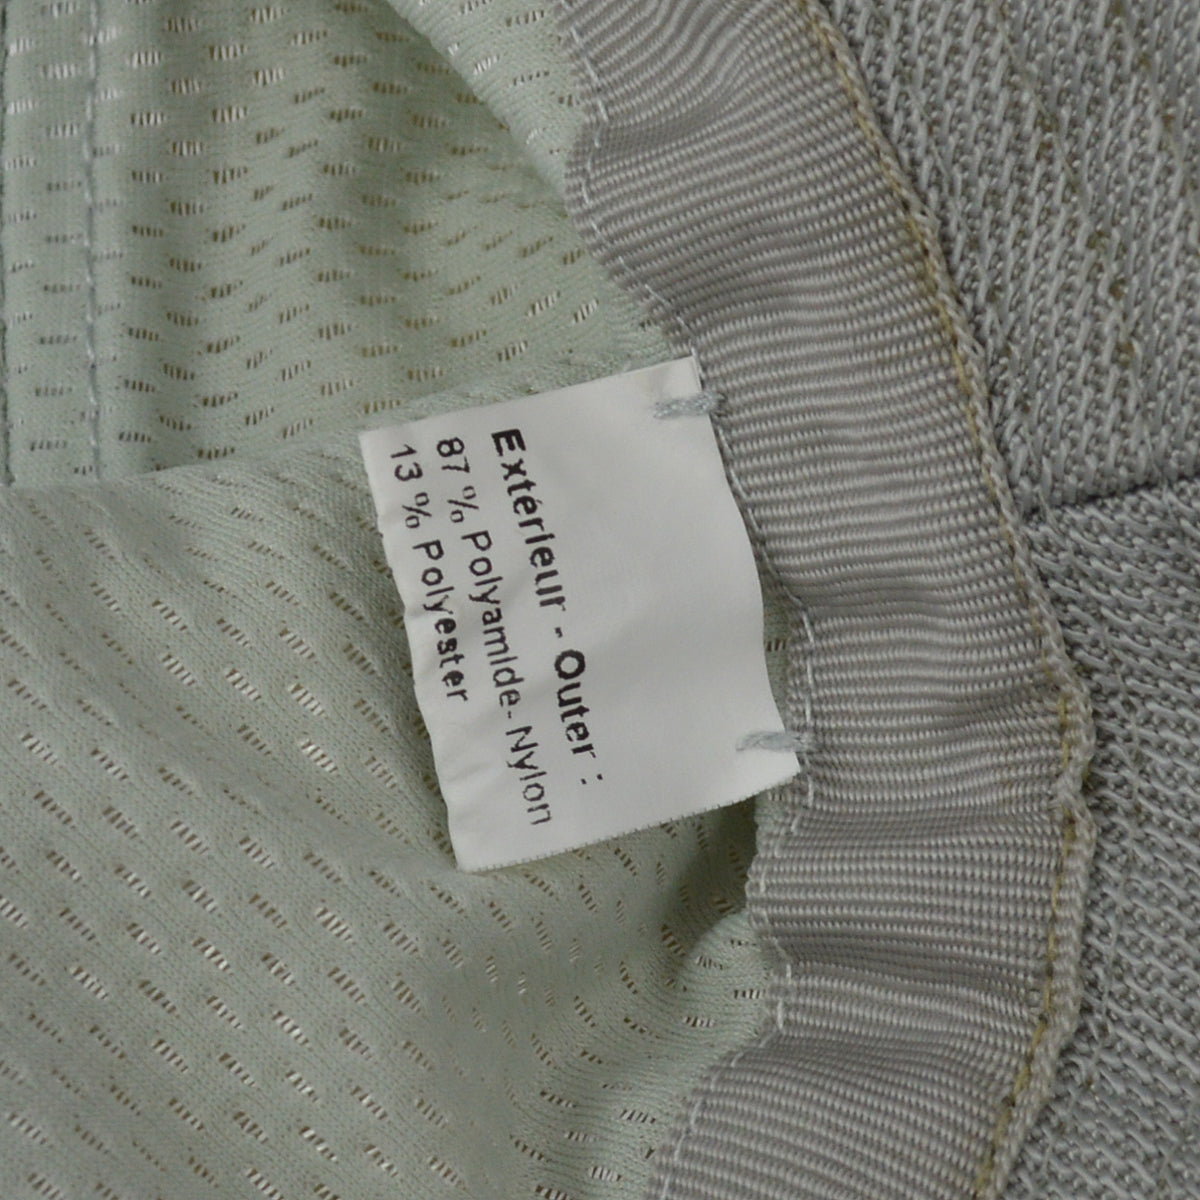 Extérieur - Outer :
87 % Polyamide- Nylon
13 % Polyester